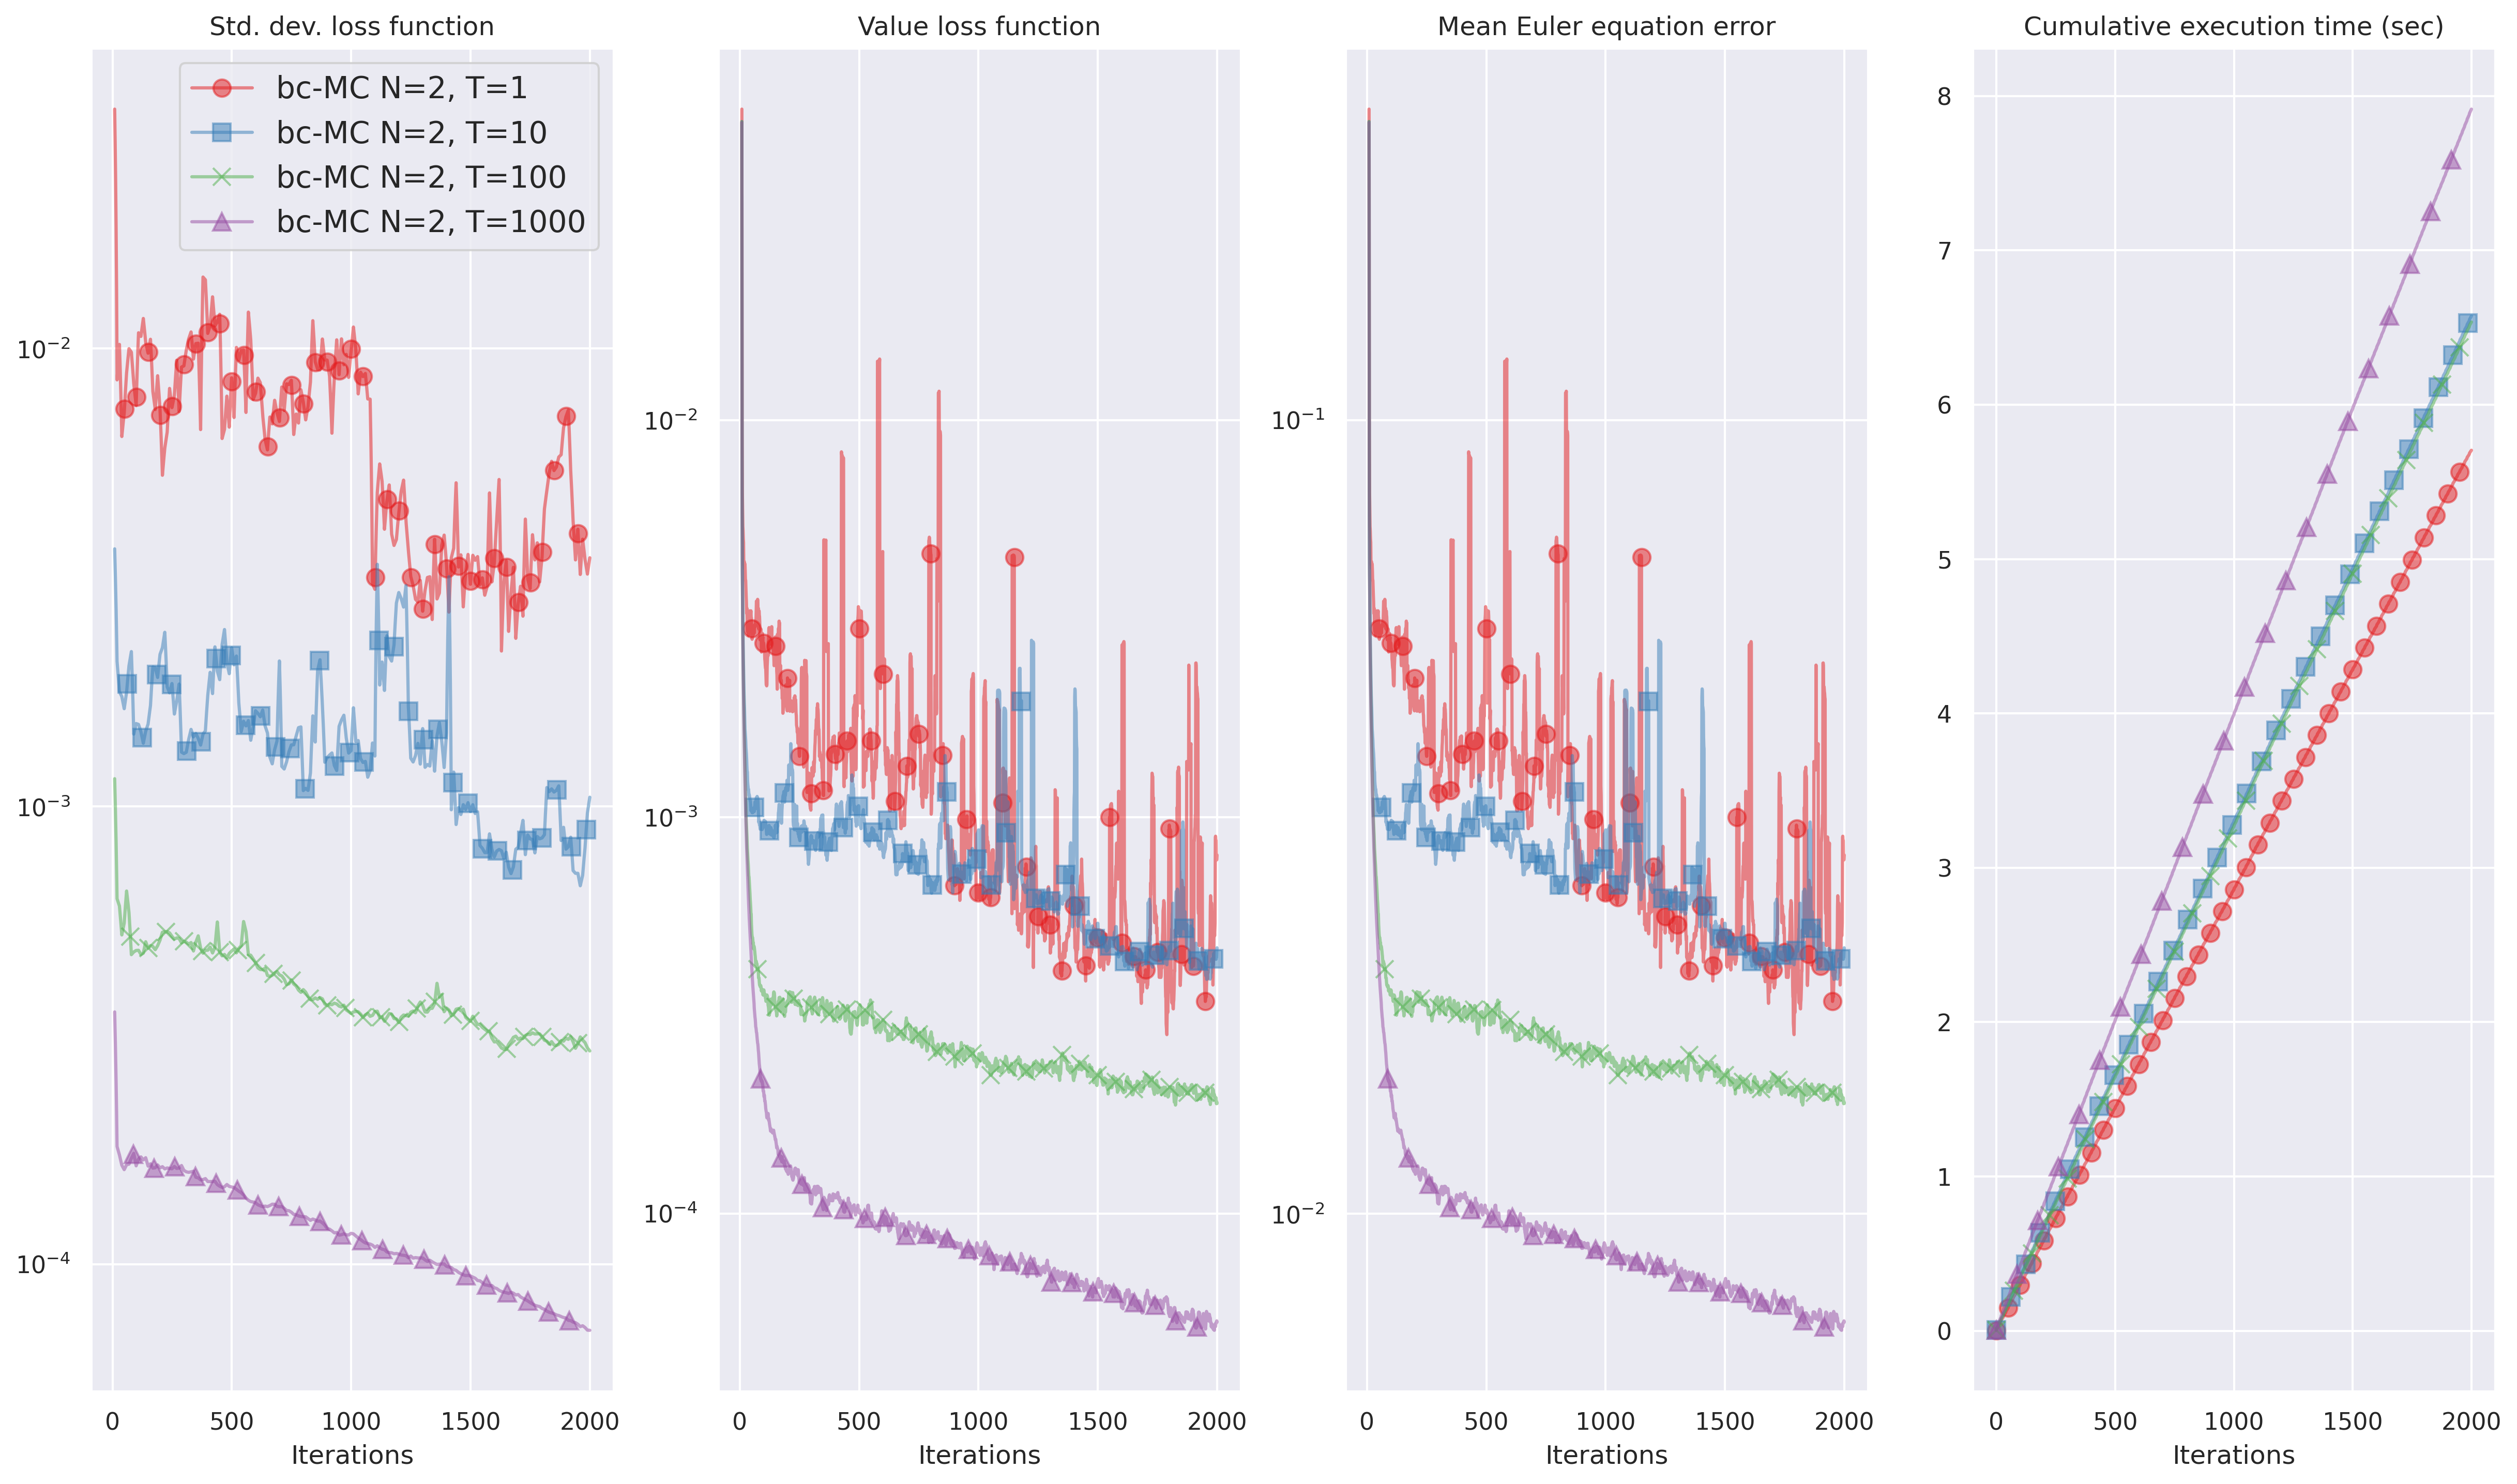 Std. dev. loss function
bc-MC N=2, T=1
bc-MC N=2, T=10
bc-MC N=2, T=100
bc-MC N=2, T=1000
10⁻²
10⁻³
10⁻⁴
0 500 1000 1500 2000
Iterations
Value loss function
10⁻²
10⁻³
10⁻⁴
0 500 1000 1500 2000
Iterations
Mean Euler equation error
10⁻¹
10⁻²
0 500 1000 1500 2000
Iterations
Cumulative execution time (sec)
8
7
6
5
4
3
2
1
0
0 500 1000 1500 2000
Iterations